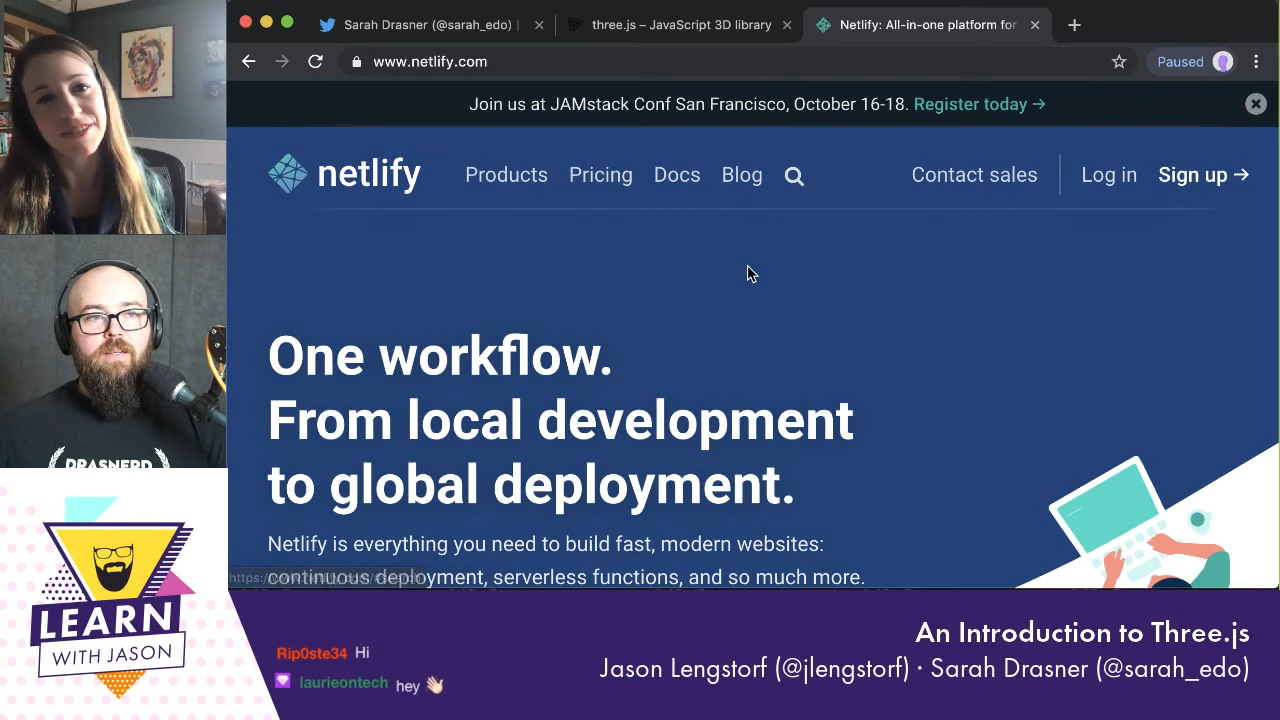 Sarah Drasner (@sarah_edo) |
three.js – JavaScript 3D library
Netlify: All-in-one platform for
www.netlify.com
Paused
Join us at JAMstack Conf San Francisco, October 16-18. Register today →
netlify
Products
Pricing
Docs
Blog
Contact sales
Log in
Sign up →
One workflow.
From local development
to global deployment.
Netlify is everything you need to build fast, modern websites:
continuous deployment, serverless functions, and so much more.
DRASNERD
LEARN
WITH JASON
Rip0ste34 Hi
laurieontech hey 👋🏻
An Introduction to Three.js
Jason Lengstorf (@jlengstorf) · Sarah Drasner (@sarah_edo)